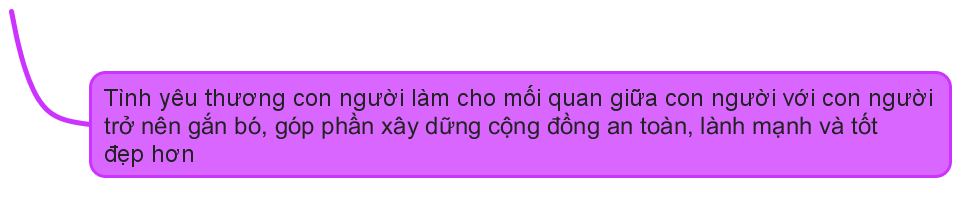 Tình yêu thương con người làm cho mối quan giữa con người với con người
trở nên gắn bó, góp phần xây dững cộng đồng an toàn, lành mạnh và tốt
đẹp hơn